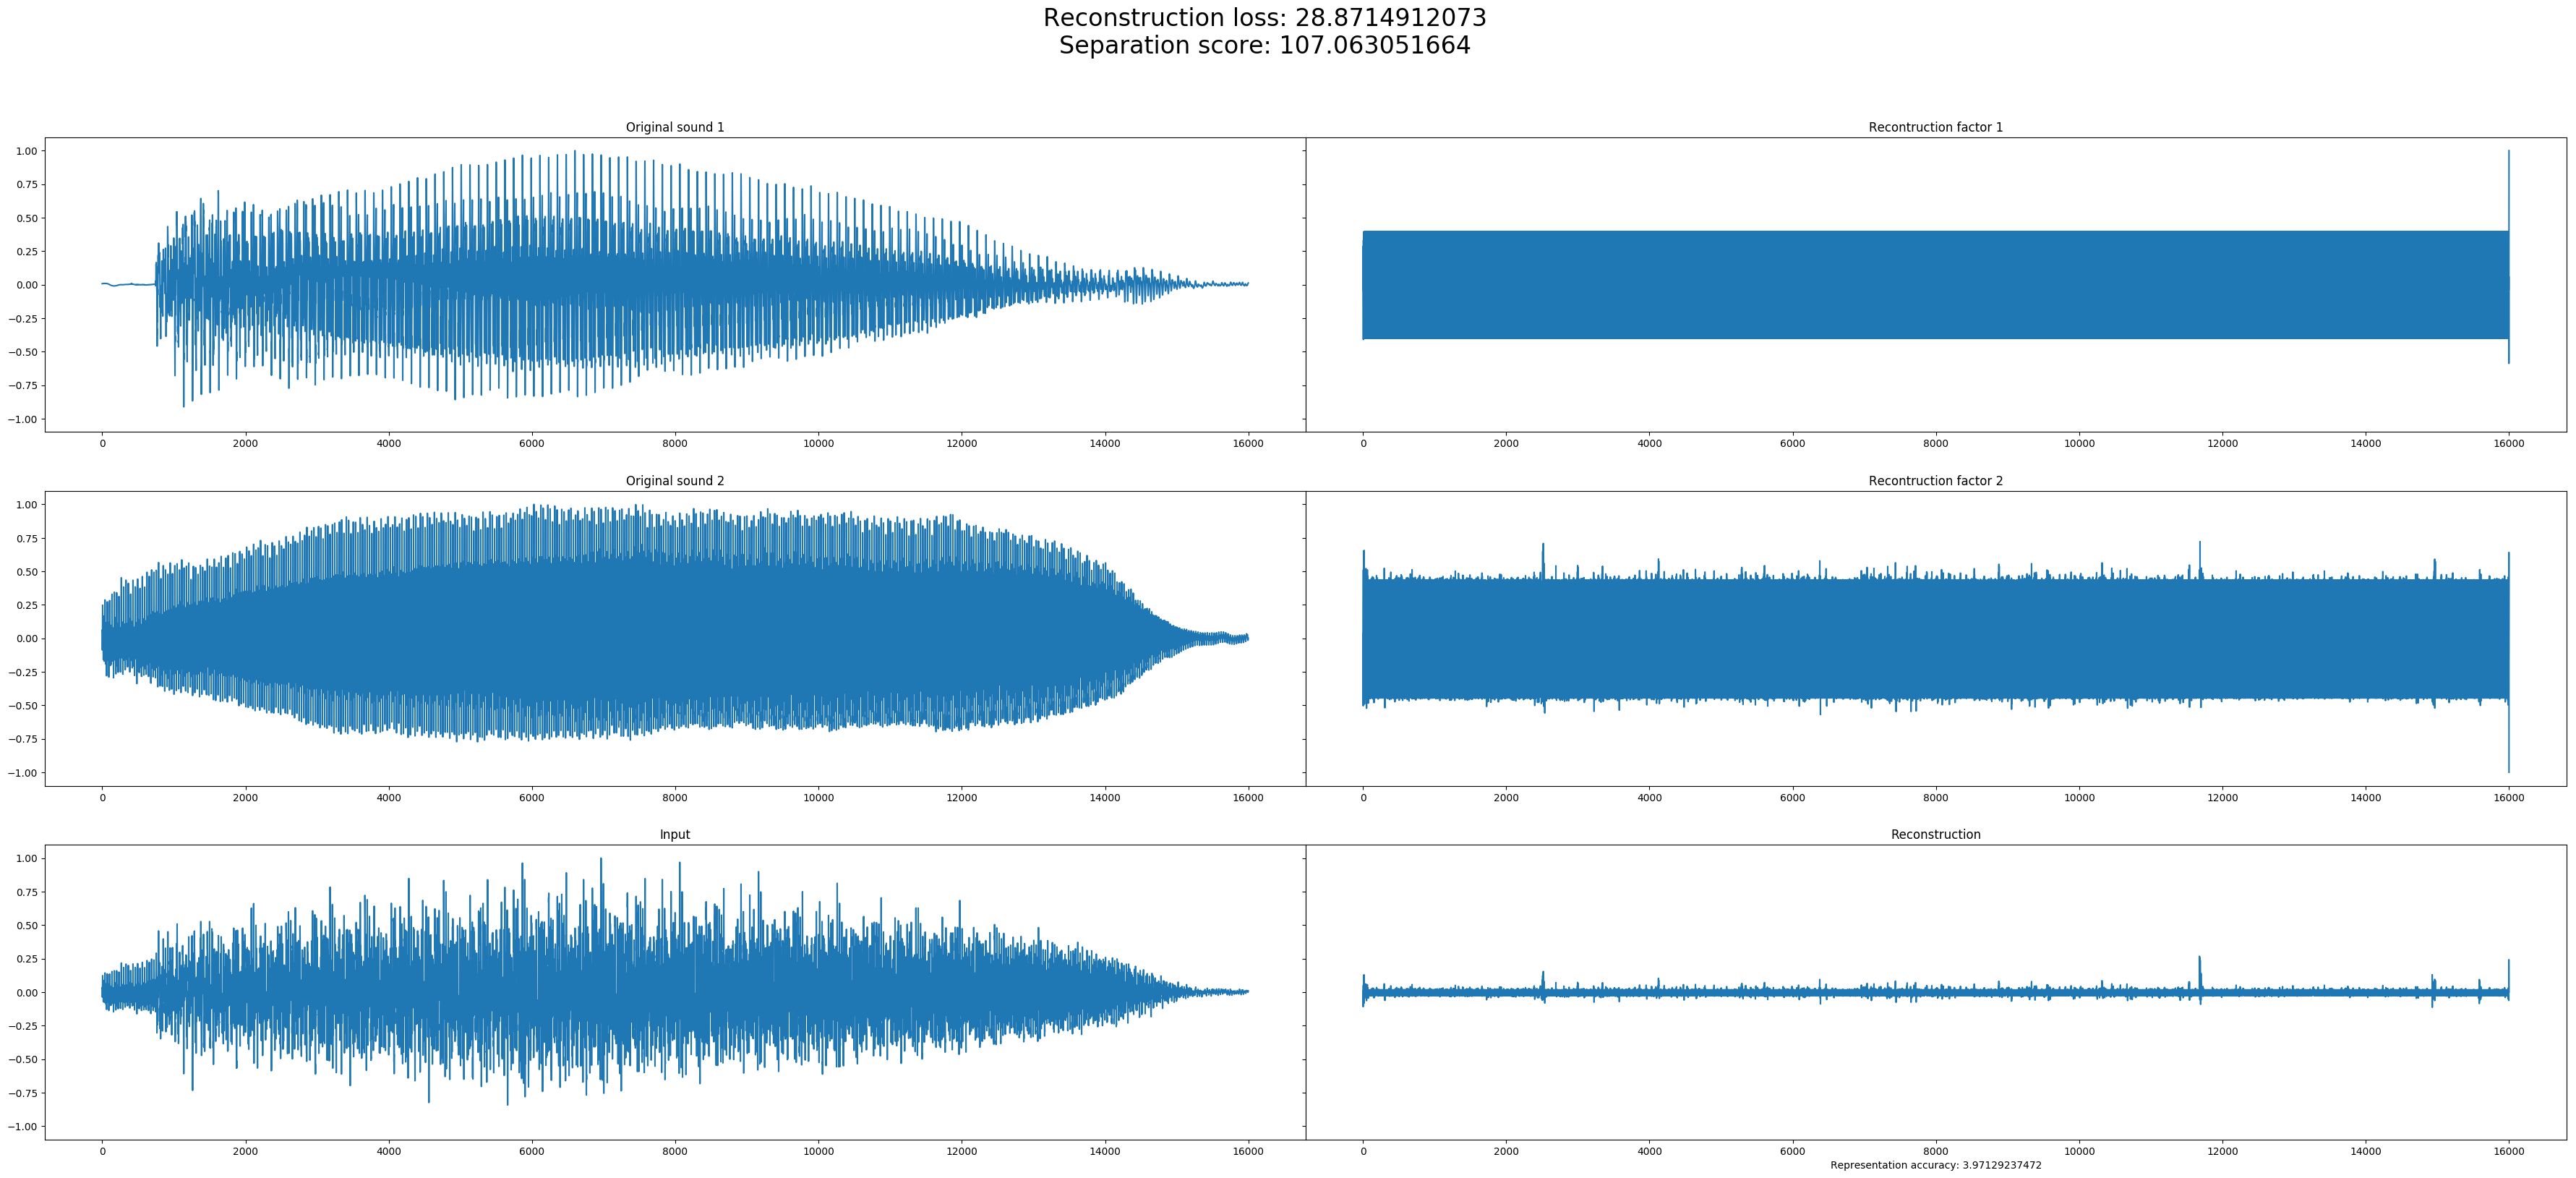 Reconstruction loss: 28.8714912073
Separation score: 107.063051664
Original sound 1
Recontruction factor 1
1.00
0.75
0.50
0.25
0.00
−0.25
−0.50
−0.75
−1.00
0 2000 4000 6000 8000 10000 12000 14000 16000
0 2000 4000 6000 8000 10000 12000 14000 16000
Original sound 2
Recontruction factor 2
1.00
0.75
0.50
0.25
0.00
−0.25
−0.50
−0.75
−1.00
0 2000 4000 6000 8000 10000 12000 14000 16000
0 2000 4000 6000 8000 10000 12000 14000 16000
Input
Reconstruction
1.00
0.75
0.50
0.25
0.00
−0.25
−0.50
−0.75
−1.00
0 2000 4000 6000 8000 10000 12000 14000 16000
0 2000 4000 6000 8000 10000 12000 14000 16000
Representation accuracy: 3.97129237472